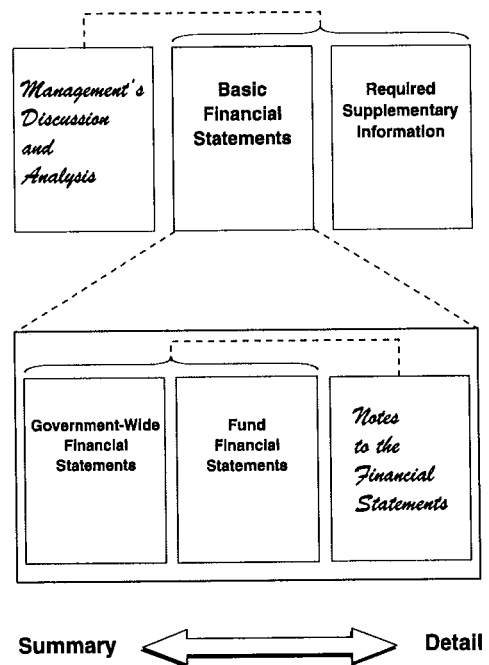 Management's
Discussion
and
Analysis
Basic
Financial
Statements
Required
Supplementary
Information
Government-Wide
Financial
Statements
Fund
Financial
Statements
Notes
to the
Financial
Statements
Summary
Detail